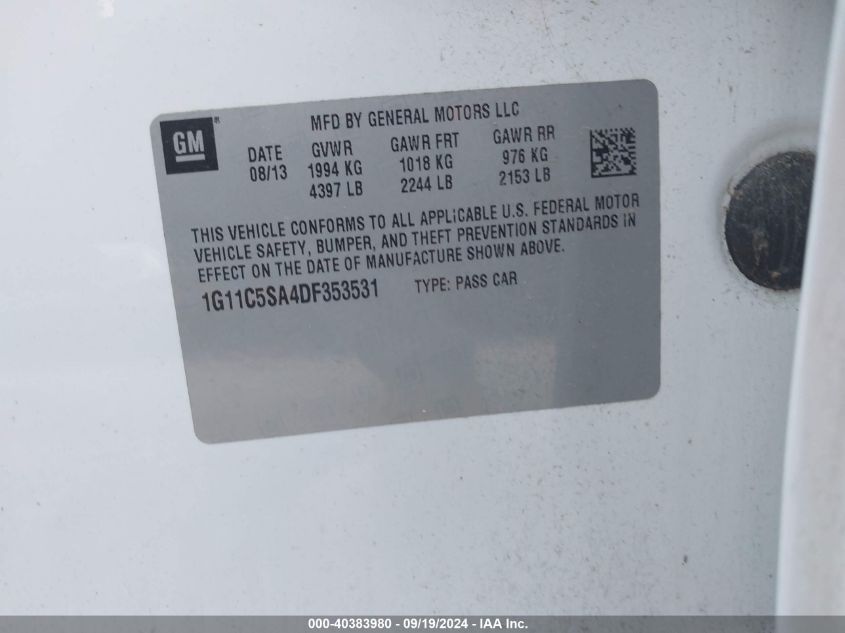 GM®
MFD BY GENERAL MOTORS LLC
DATE GVWR GAWR FRT GAWR RR
08/13 1994 KG 1018 KG 976 KG
4397 LB 2244 LB 2153 LB
THIS VEHICLE CONFORMS TO ALL APPLICABLE U.S. FEDERAL MOTOR
VEHICLE SAFETY, BUMPER, AND THEFT PREVENTION STANDARDS IN
EFFECT ON THE DATE OF MANUFACTURE SHOWN ABOVE.
1G11C5SA4DF353531 TYPE: PASS CAR
000-40383980 - 09/19/2024 - IAA Inc.